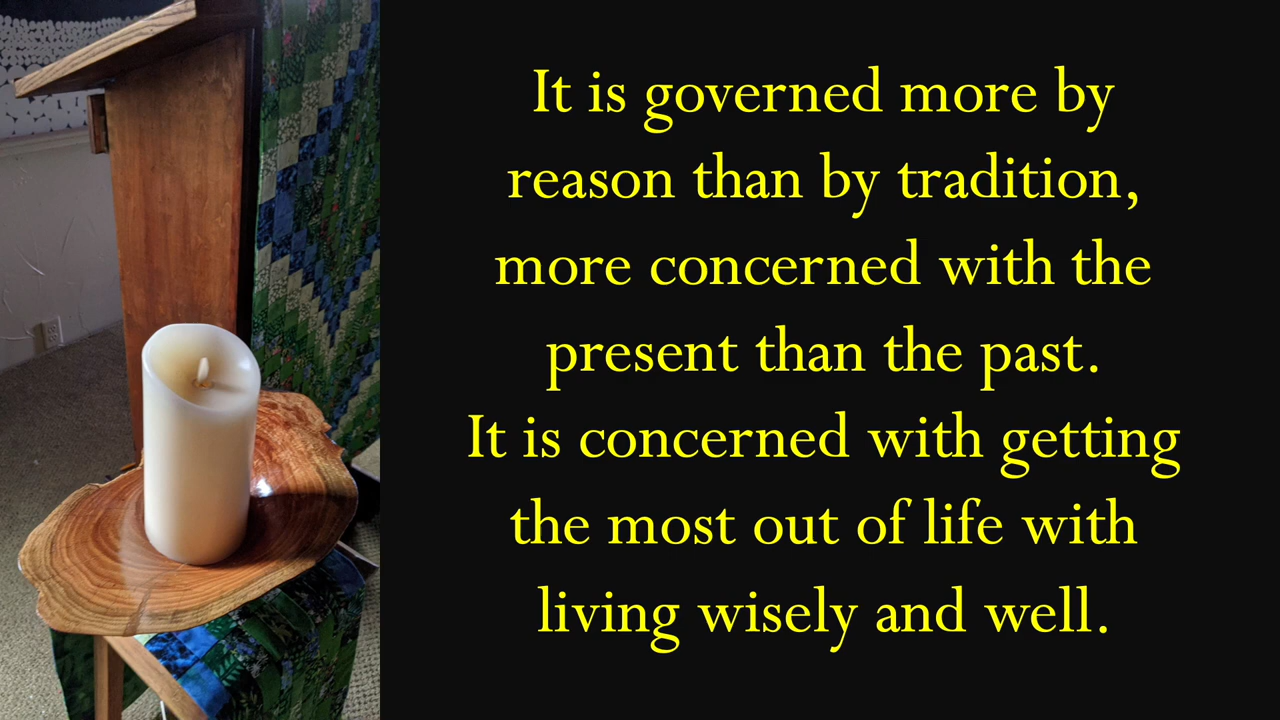 It is governed more by
reason than by tradition,
more concerned with the
present than the past.
It is concerned with getting
the most out of life with
living wisely and well.